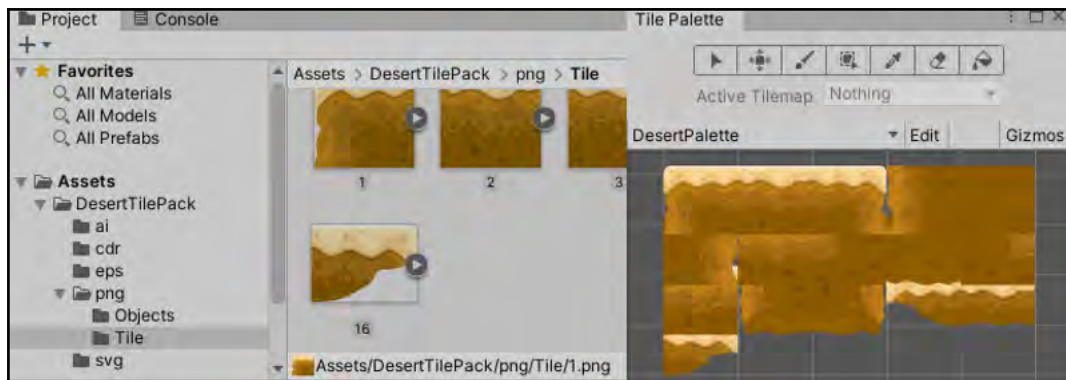 Project
Console
Favorites
All Materials
All Models
All Prefabs
Assets
DesertTilePack
ai
cdr
eps
png
Objects
Tile
svg
Assets > DesertTilePack > png > Tile
1
2
3
16
Assets/DesertTilePack/png/Tile/1.png
Tile Palette
Active Tilemap Nothing
DesertPalette
Edit
Gizmos